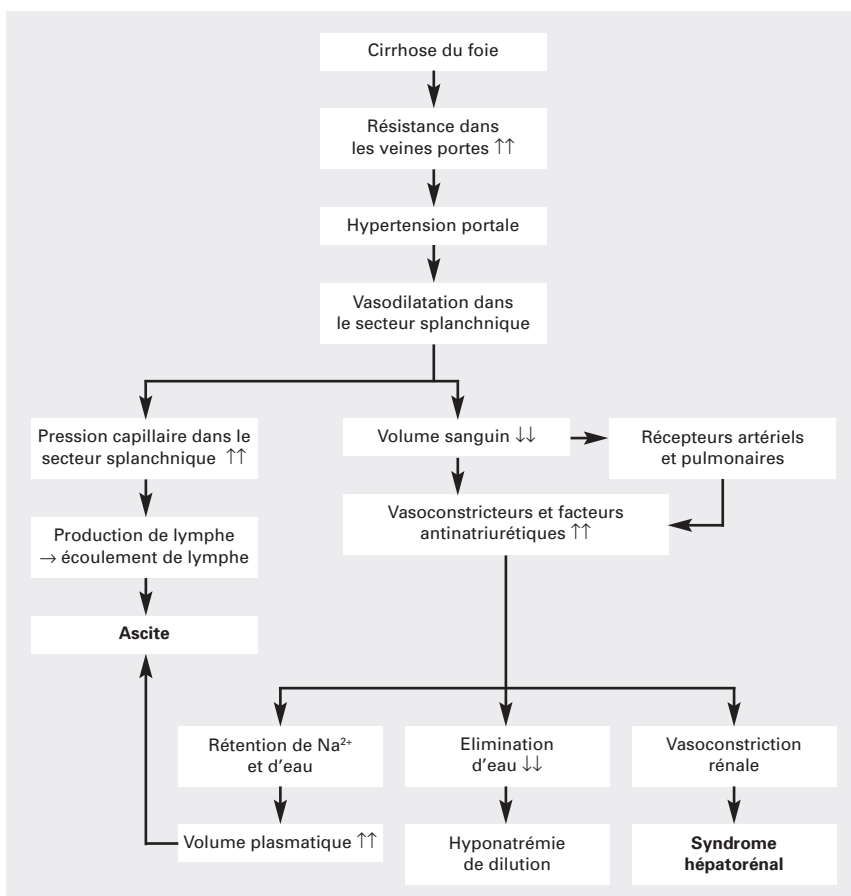 Cirrhose du foie
Résistance dans
les veines portes ↑↑
Hypertension portale
Vasodilatation dans
le secteur splanchnique
Pression capillaire dans le
secteur splanchnique ↑↑
Volume sanguin ↓↓
Récepteurs artériels
et pulmonaires
Production de lymphe
→ écoulement de lymphe
Vasoconstricteurs et facteurs
antinatriurétiques ↑↑
Ascite
Rétention de Na²⁺
et d'eau
Elimination
d'eau ↓↓
Vasoconstriction
rénale
Volume plasmatique ↑↑
Hyponatrémie
de dilution
Syndrome
hépatorénal